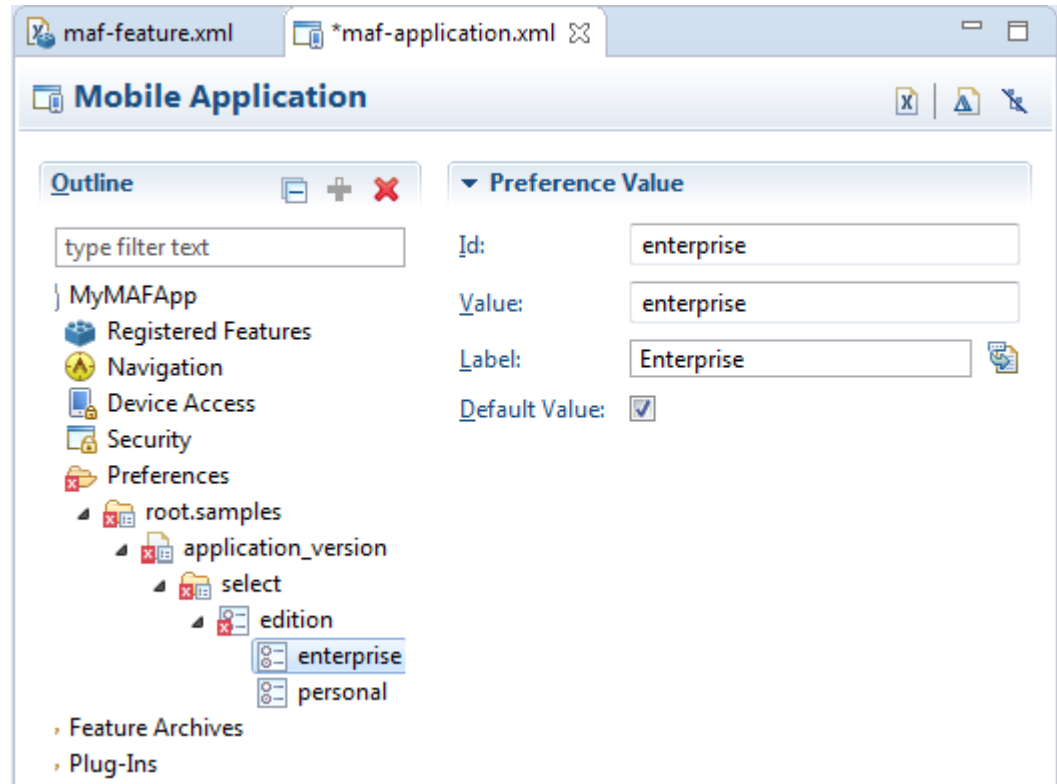 maf-feature.xml
*maf-application.xml
Mobile Application
Outline
type filter text
MyMAFApp
Registered Features
Navigation
Device Access
Security
Preferences
root.samples
application_version
select
edition
enterprise
personal
Feature Archives
Plug-Ins
Preference Value
Id: enterprise
Value: enterprise
Label: Enterprise
Default Value: